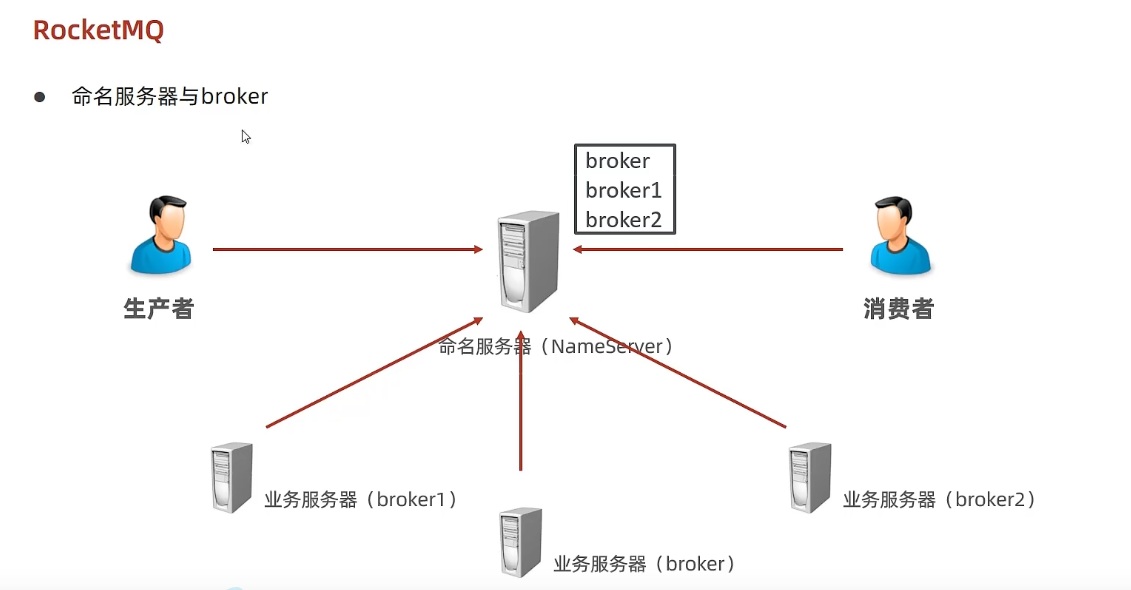 RocketMQ
● 命名服务器与broker
broker
broker1
broker2
生产者
消费者
命名服务器（NameServer）
业务服务器（broker1）
业务服务器（broker2）
业务服务器（broker）